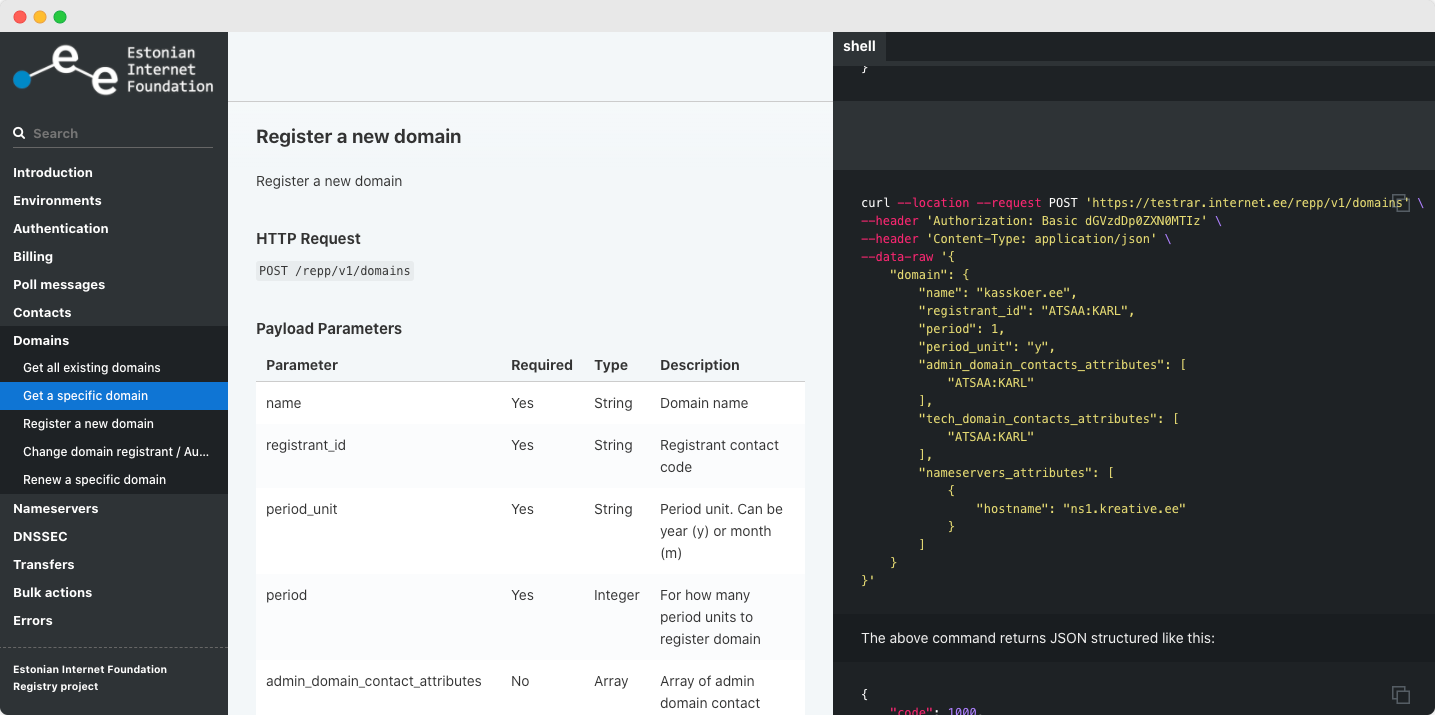 Estonian
Internet
Foundation
Search
Introduction
Environments
Authentication
Billing
Poll messages
Contacts
Domains
Get all existing domains
Get a specific domain
Register a new domain
Change domain registrant / Au...
Renew a specific domain
Nameservers
DNSSEC
Transfers
Bulk actions
Errors
Estonian Internet Foundation
Registry project
Register a new domain
Register a new domain
HTTP Request
POST /repp/v1/domains
Payload Parameters
Parameter Required Type Description
name Yes String Domain name
registrant_id Yes String Registrant contact
code
period_unit Yes String Period unit. Can be
year (y) or month
(m)
period Yes Integer For how many
period units to
register domain
admin_domain_contact_attributes No Array Array of admin
domain contact
shell
}
curl --location --request POST 'https://testrar.internet.ee/repp/v1/domains' \
--header 'Authorization: Basic dGVzdDp0ZXN0MTIz' \
--header 'Content-Type: application/json' \
--data-raw '{
"domain": {
"name": "kasskoer.ee",
"registrant_id": "ATSAA:KARL",
"period": 1,
"period_unit": "y",
"admin_domain_contacts_attributes": [
"ATSAA:KARL"
],
"tech_domain_contacts_attributes": [
"ATSAA:KARL"
],
"nameservers_attributes": [
{
"hostname": "ns1.kreative.ee"
}
]
}
}'
The above command returns JSON structured like this:
{
"code": 1000,